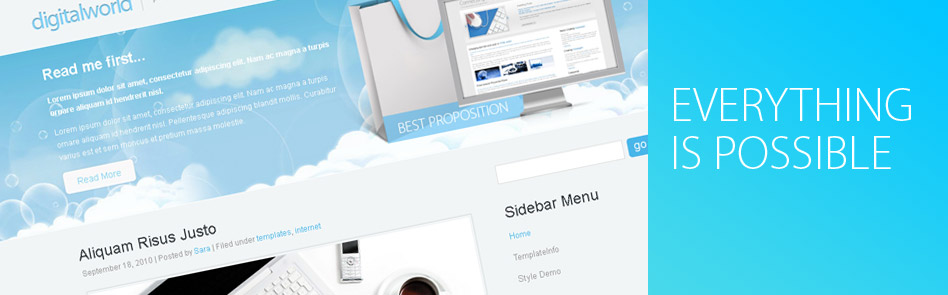 digitalworld
Read me first...
Lorem ipsum dolor sit amet, consectetur adipiscing elit. Nam ac magna a turpis
ornare aliquam id hendrerit nisl.
Lorem ipsum dolor sit amet, consectetur adipiscing elit. Nam ac magna a turpis
ornare aliquam id hendrerit nisl. Pellentesque adipiscing blandit mollis. Curabitur
varius est et sem rhoncus et pretium massa molestie.
Read More
BEST PROPOSITION
go
Aliquam Risus Justo
September 18, 2010 | Posted by Sara | Filed under templates, internet
Sidebar Menu
Home
TemplateInfo
Style Demo
EVERYTHING
IS POSSIBLE